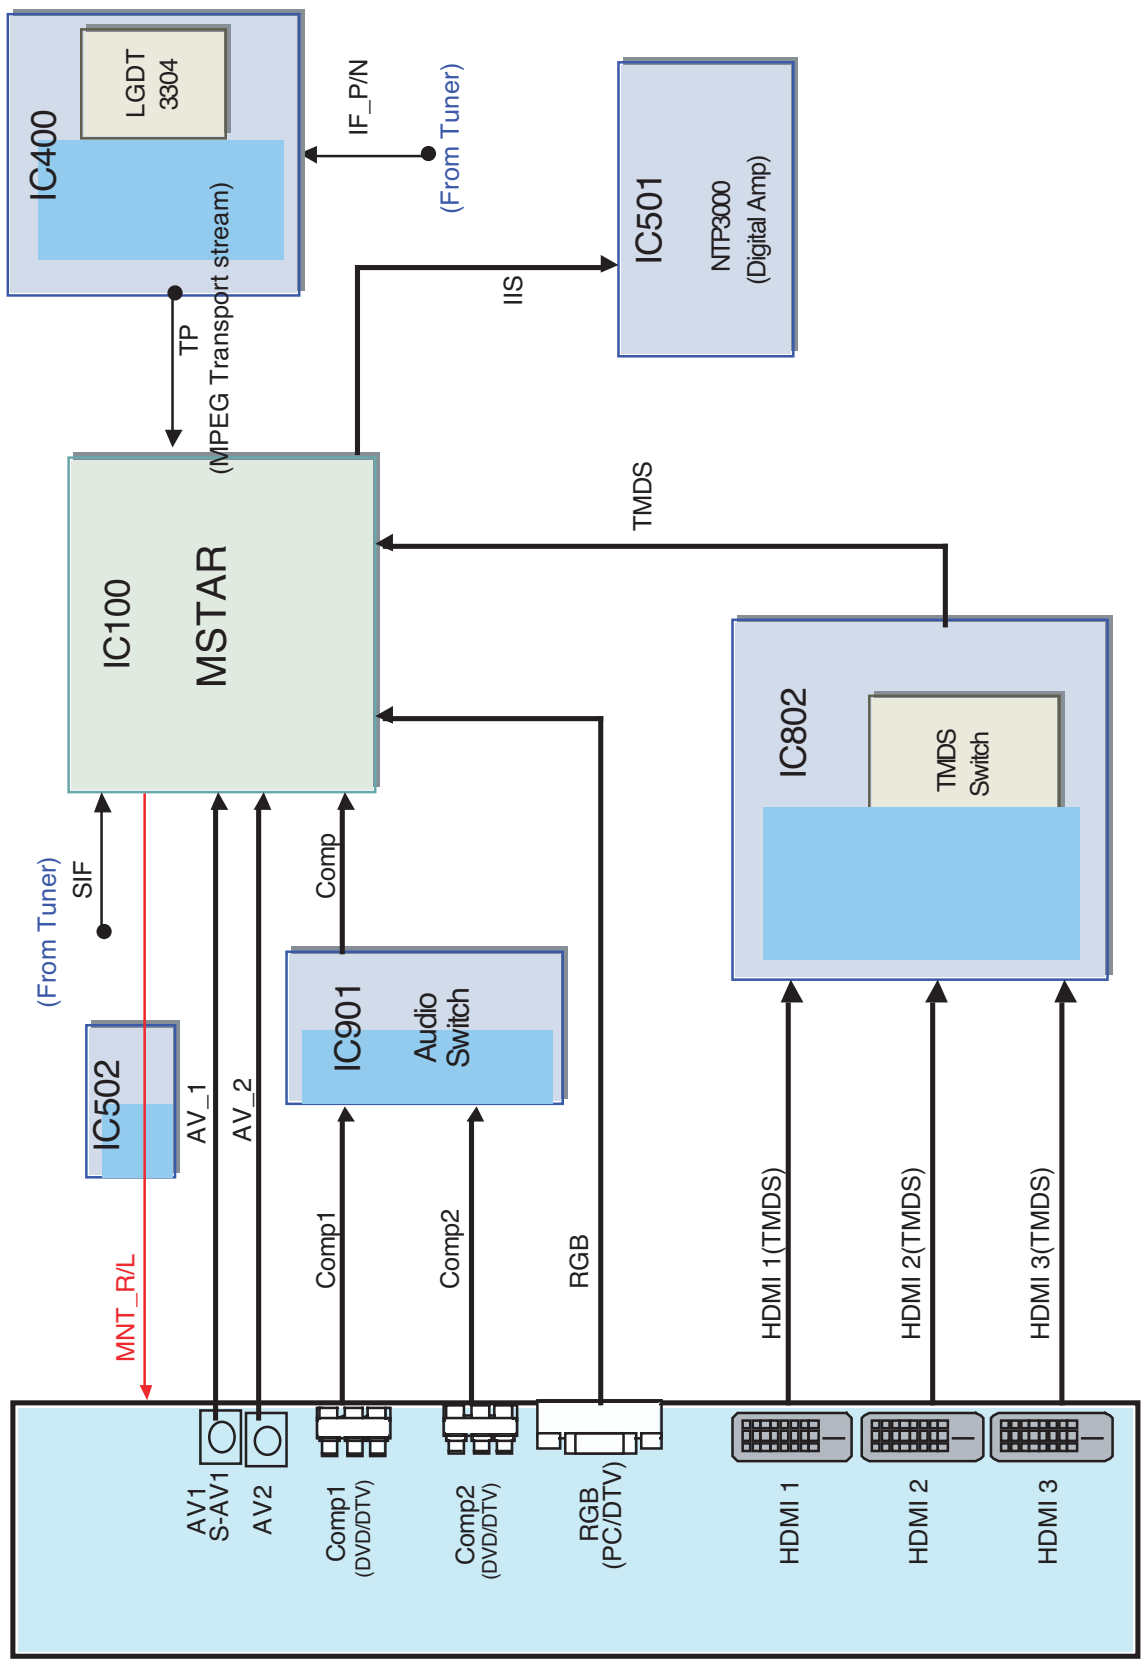 AV1
S-AV1
AV2
Comp1
(DVD/DTV)
Comp2
(DVD/DTV)
RGB
(PC/DTV)
HDMI 1
HDMI 2
HDMI 3
MNT_R/L
AV_1
AV_2
Comp1
Comp2
RGB
HDMI 1(TMDS)
HDMI 2(TMDS)
HDMI 3(TMDS)
IC502
(From Tuner)
SIF
IC901
Audio
Switch
Comp
IC802
TMDS
Switch
TMDS
IC100
MSTAR
TP
(MPEG Transport stream)
IIS
IC400
LGDT
3304
IF_P/N
(From Tuner)
IC501
NTP3000
(Digital Amp)